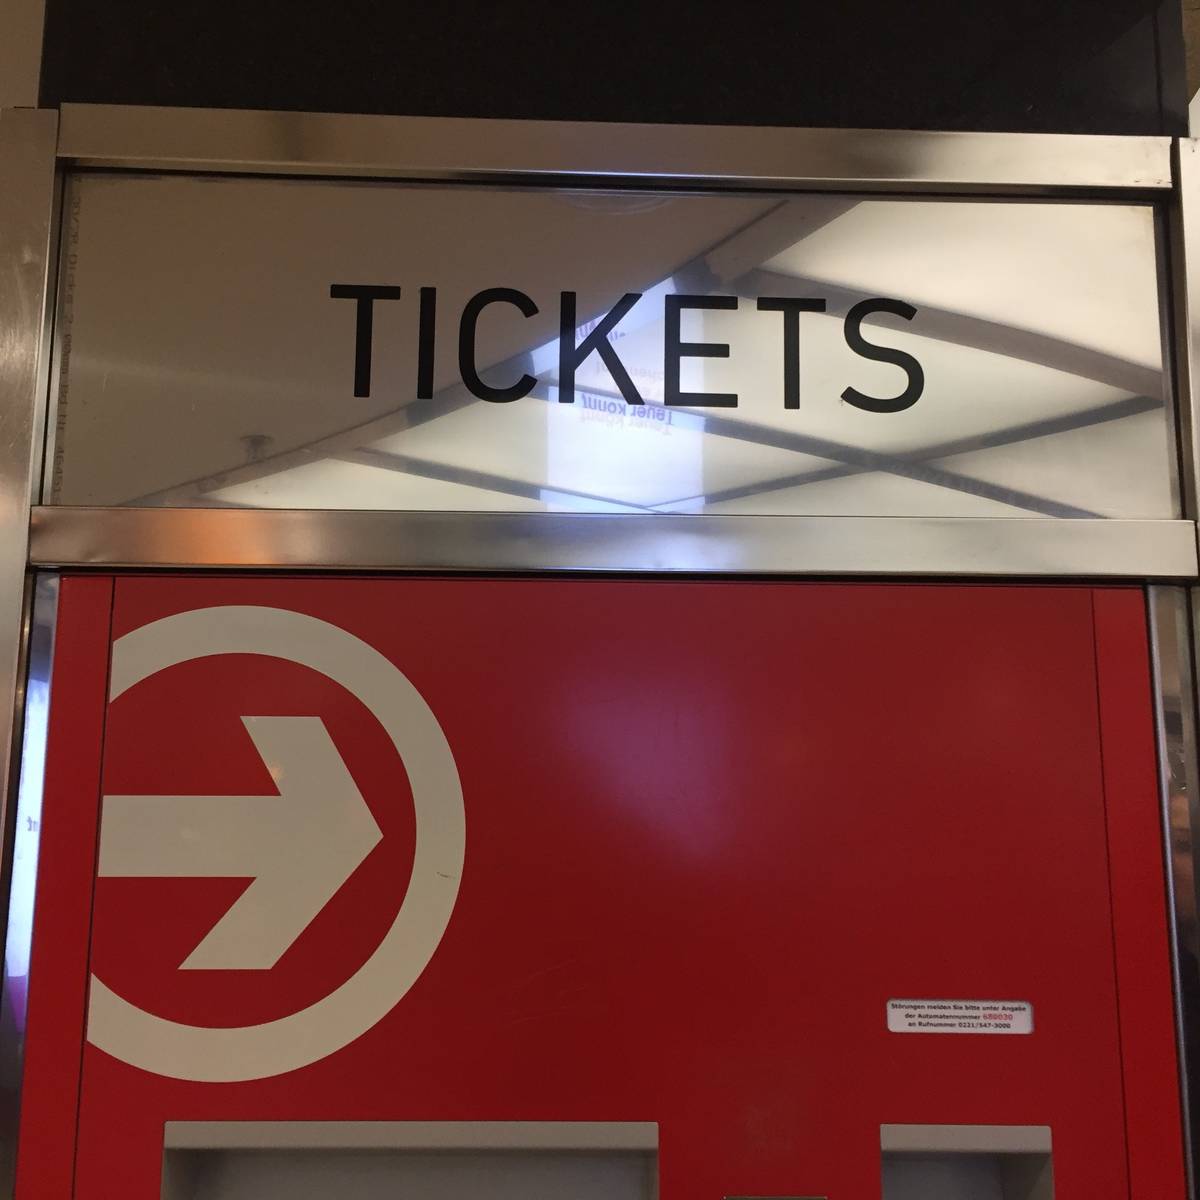 TICKETS
Störungen melden Sie bitte unter Angabe
der Automatennummer 680030
an Rufnummer 0221/547-3000